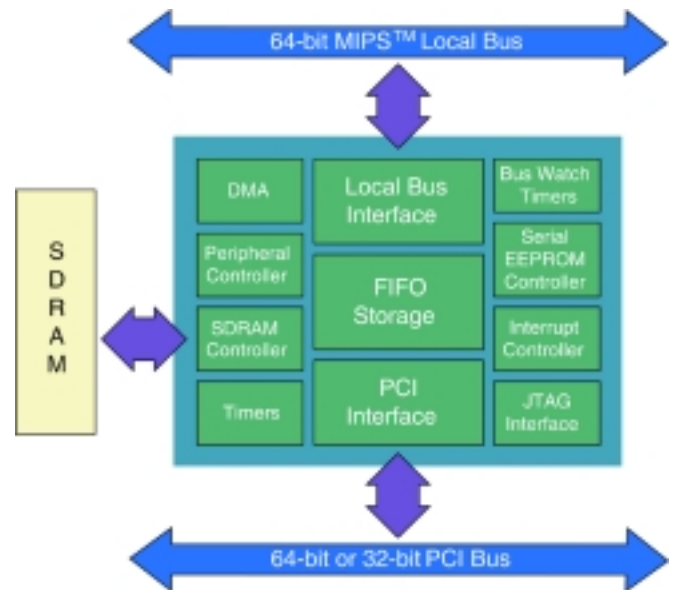 64-bit MIPS™ Local Bus
DMA
Local Bus
Interface
Bus Watch
Timers
Peripheral
Controller
FIFO
Storage
Serial
EEPROM
Controller
SDRAM
SDRAM
Controller
Interrupt
Controller
Timers
PCI
Interface
JTAG
Interface
64-bit or 32-bit PCI Bus